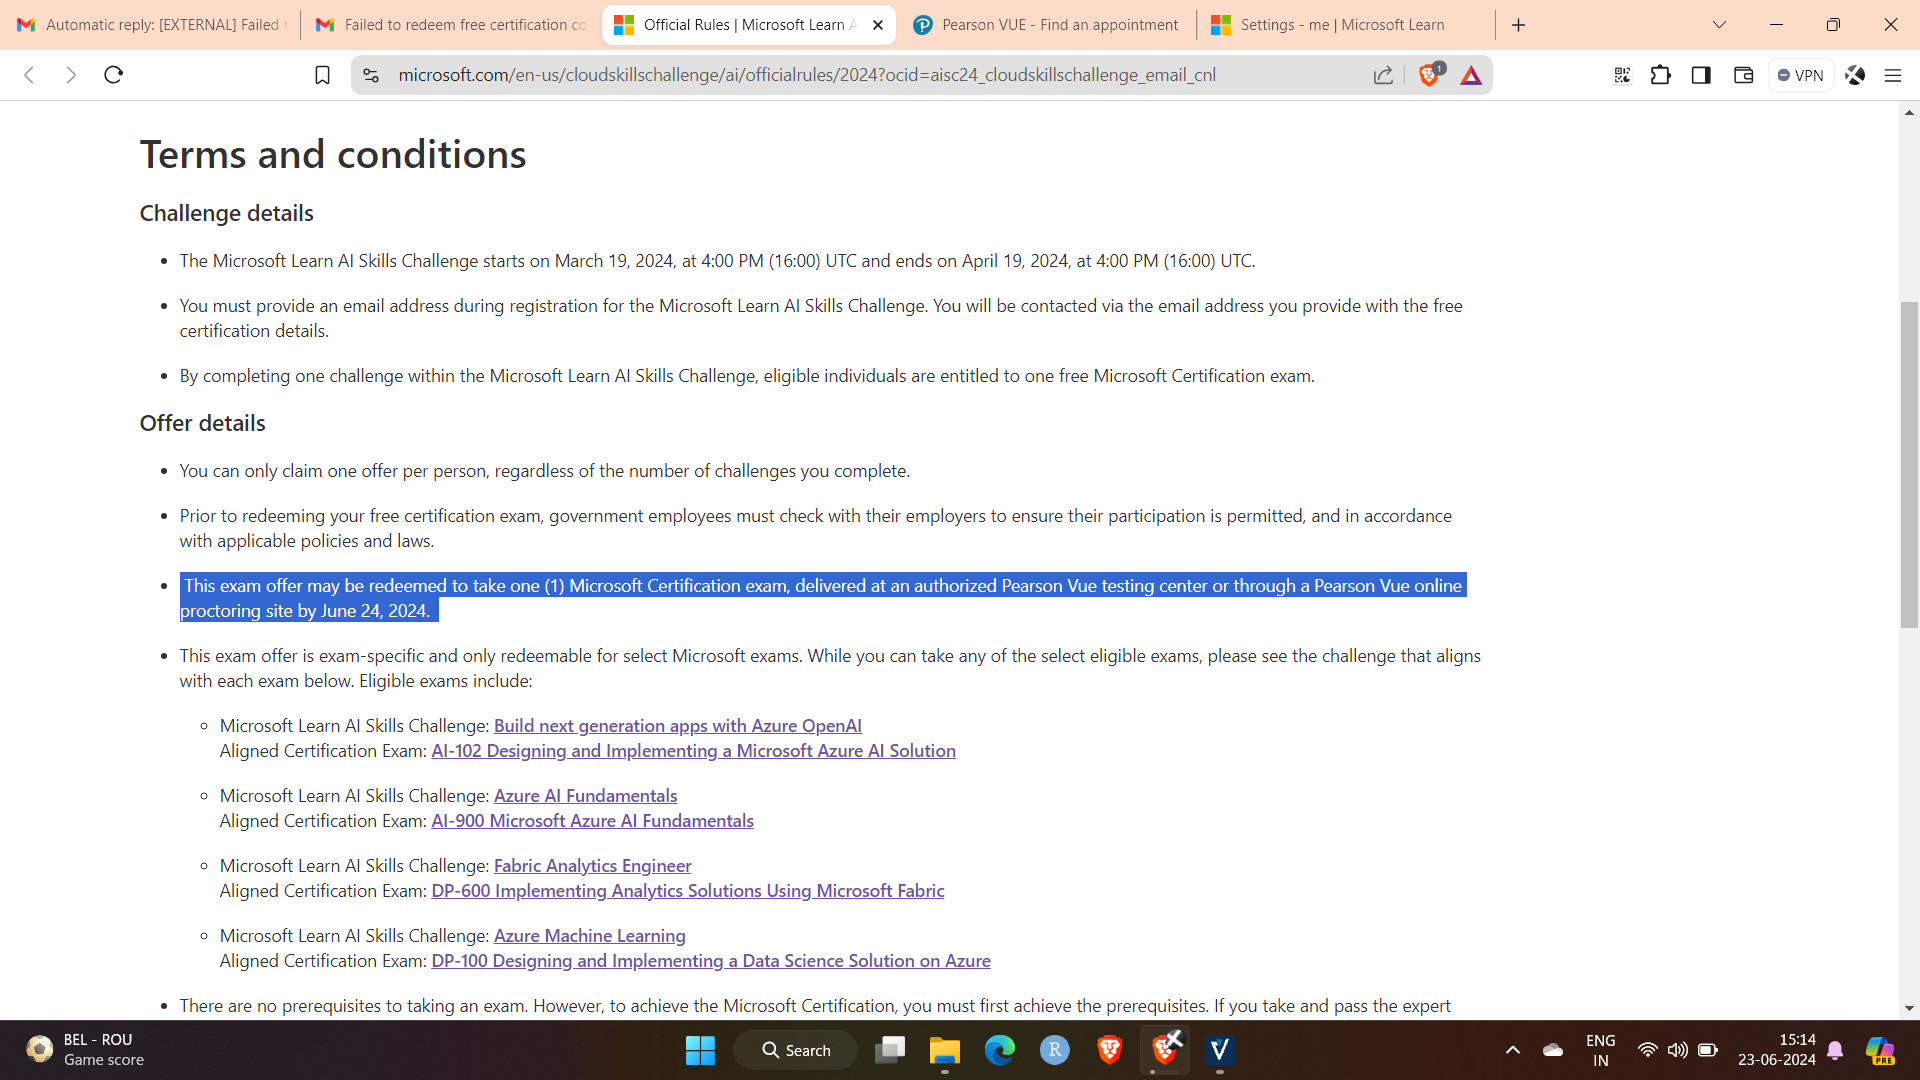 Automatic reply: [EXTERNAL] Failed t
Failed to redeem free certification co
Official Rules | Microsoft Learn A
Pearson VUE - Find an appointment
Settings - me | Microsoft Learn
microsoft.com/en-us/cloudskillschallenge/ai/officialrules/2024?ocid=aisc24_cloudskillschallenge_email_cnl
1
VPN
Terms and conditions
Challenge details
• The Microsoft Learn AI Skills Challenge starts on March 19, 2024, at 4:00 PM (16:00) UTC and ends on April 19, 2024, at 4:00 PM (16:00) UTC.
• You must provide an email address during registration for the Microsoft Learn AI Skills Challenge. You will be contacted via the email address you provide with the free
certification details.
• By completing one challenge within the Microsoft Learn AI Skills Challenge, eligible individuals are entitled to one free Microsoft Certification exam.
Offer details
• You can only claim one offer per person, regardless of the number of challenges you complete.
• Prior to redeeming your free certification exam, government employees must check with their employers to ensure their participation is permitted, and in accordance
with applicable policies and laws.
• This exam offer may be redeemed to take one (1) Microsoft Certification exam, delivered at an authorized Pearson Vue testing center or through a Pearson Vue online
proctoring site by June 24, 2024.
• This exam offer is exam-specific and only redeemable for select Microsoft exams. While you can take any of the select eligible exams, please see the challenge that aligns
with each exam below. Eligible exams include:
Microsoft Learn AI Skills Challenge: Build next generation apps with Azure OpenAI
Aligned Certification Exam: AI-102 Designing and Implementing a Microsoft Azure AI Solution
Microsoft Learn AI Skills Challenge: Azure AI Fundamentals
Aligned Certification Exam: AI-900 Microsoft Azure AI Fundamentals
Microsoft Learn AI Skills Challenge: Fabric Analytics Engineer
Aligned Certification Exam: DP-600 Implementing Analytics Solutions Using Microsoft Fabric
Microsoft Learn AI Skills Challenge: Azure Machine Learning
Aligned Certification Exam: DP-100 Designing and Implementing a Data Science Solution on Azure
• There are no prerequisites to taking an exam. However, to achieve the Microsoft Certification, you must first achieve the prerequisites. If you take and pass the expert
BEL - ROU
Game score
Search
R
V
ENG
IN
15:14
23-06-2024
PRE